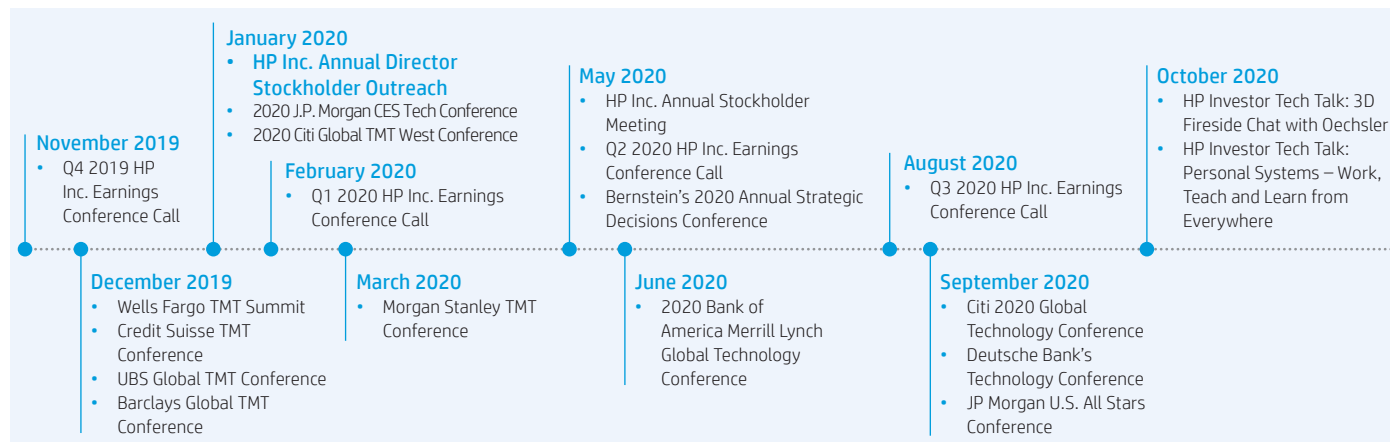 November 2019
• Q4 2019 HP
Inc. Earnings
Conference Call
December 2019
• Wells Fargo TMT Summit
• Credit Suisse TMT
Conference
• UBS Global TMT Conference
• Barclays Global TMT
Conference
January 2020
• HP Inc. Annual Director
Stockholder Outreach
• 2020 J.P. Morgan CES Tech Conference
• 2020 Citi Global TMT West Conference
February 2020
• Q1 2020 HP Inc. Earnings
Conference Call
March 2020
• Morgan Stanley TMT
Conference
May 2020
• HP Inc. Annual Stockholder
Meeting
• Q2 2020 HP Inc. Earnings
Conference Call
• Bernstein's 2020 Annual Strategic
Decisions Conference
June 2020
• 2020 Bank of
America Merrill Lynch
Global Technology
Conference
August 2020
• Q3 2020 HP Inc. Earnings
Conference Call
September 2020
• Citi 2020 Global
Technology Conference
• Deutsche Bank's
Technology Conference
• JP Morgan U.S. All Stars
Conference
October 2020
• HP Investor Tech Talk: 3D
Fireside Chat with Oechsler
• HP Investor Tech Talk:
Personal Systems – Work,
Teach and Learn from
Everywhere